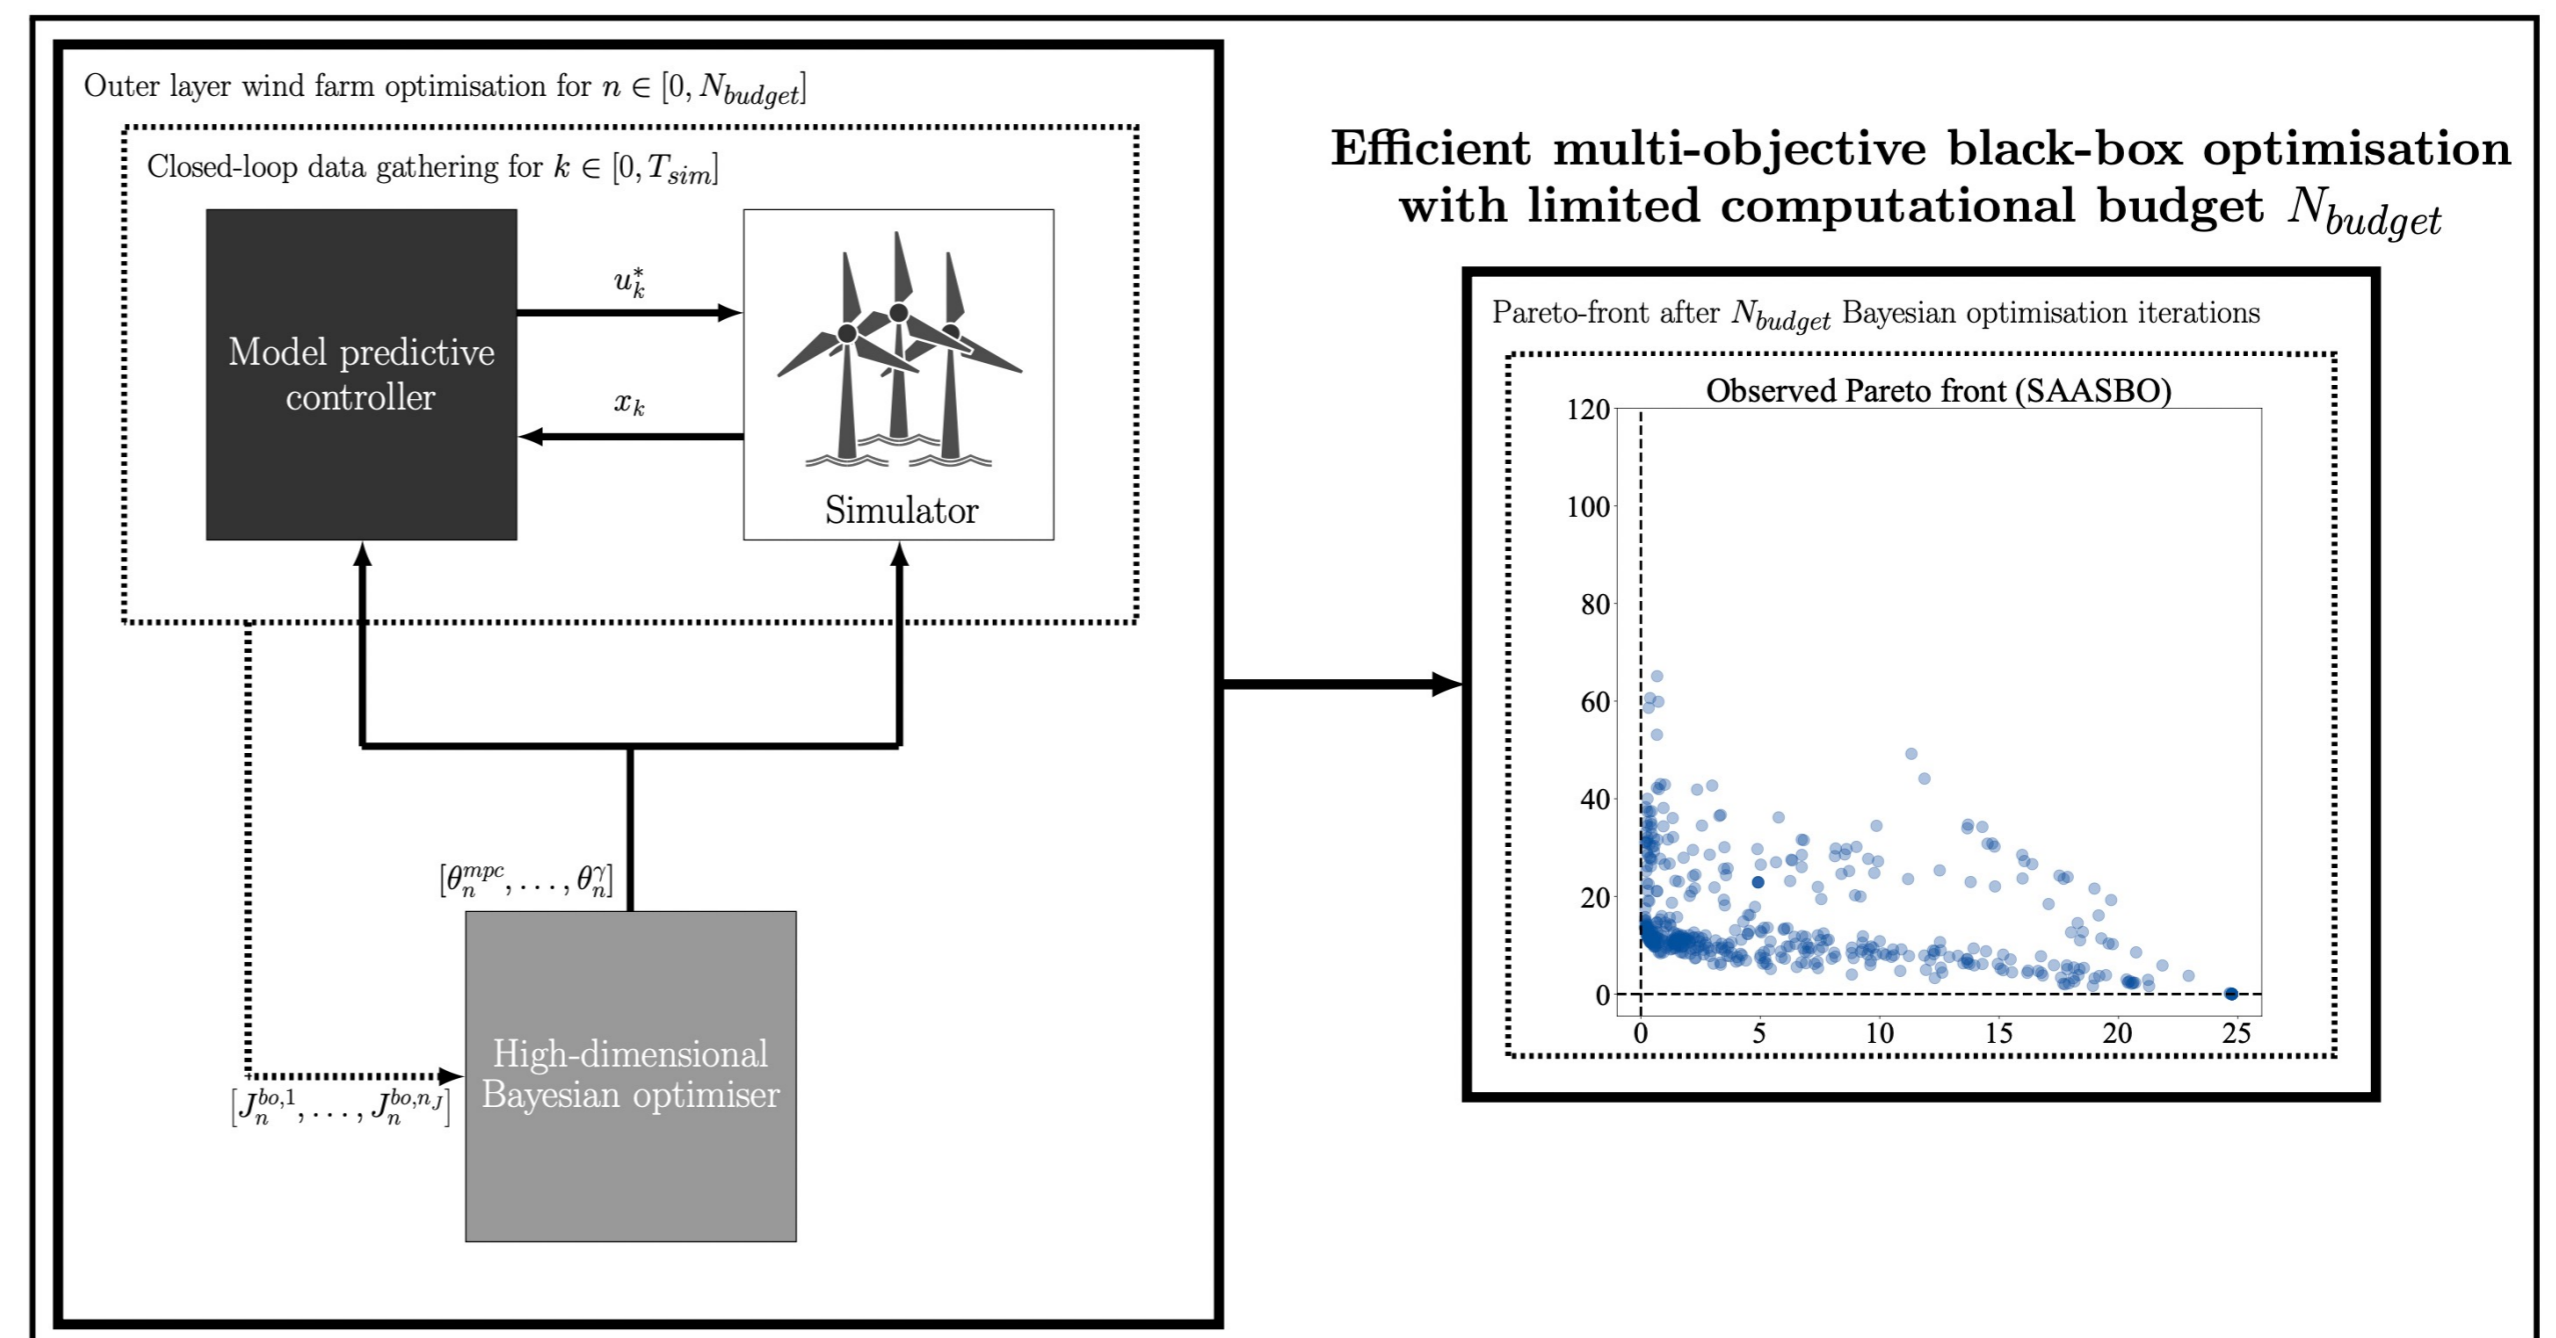 Outer layer wind farm optimisation for n ∈ [0, N_budget]
Closed-loop data gathering for k ∈ [0, T_sim]
Model predictive
controller
u*_k
x_k
Simulator
[θ_n^{mpc}, . . . , θ_n^γ]
High-dimensional
Bayesian optimiser
[J_n^{bo,1}, . . . , J_n^{bo,n_J}]
Efficient multi-objective black-box optimisation
with limited computational budget N_budget
Pareto-front after N_budget Bayesian optimisation iterations
Observed Pareto front (SAASBO)
120
100
80
60
40
20
0
0 5 10 15 20 25